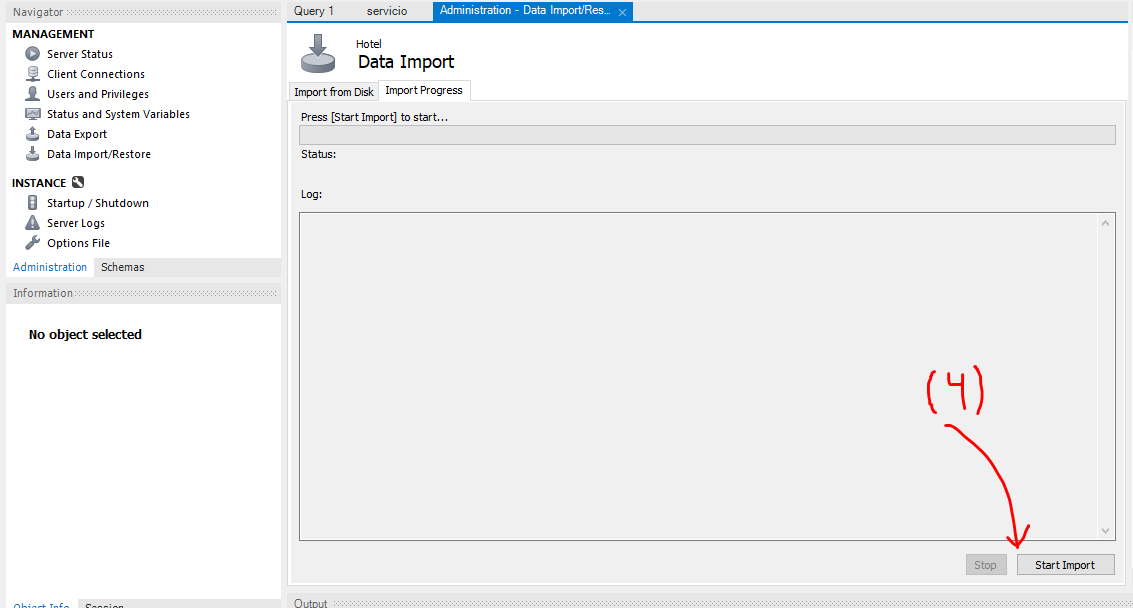 Navigator
MANAGEMENT
Server Status
Client Connections
Users and Privileges
Status and System Variables
Data Export
Data Import/Restore
INSTANCE
Startup / Shutdown
Server Logs
Options File
Administration Schemas
Information
No object selected
Object Info Session
Query 1 servicio Administration - Data Import/Res...
Hotel
Data Import
Import from Disk Import Progress
Press [Start Import] to start...
Status:
Log:
(4)
Stop Start Import
Output